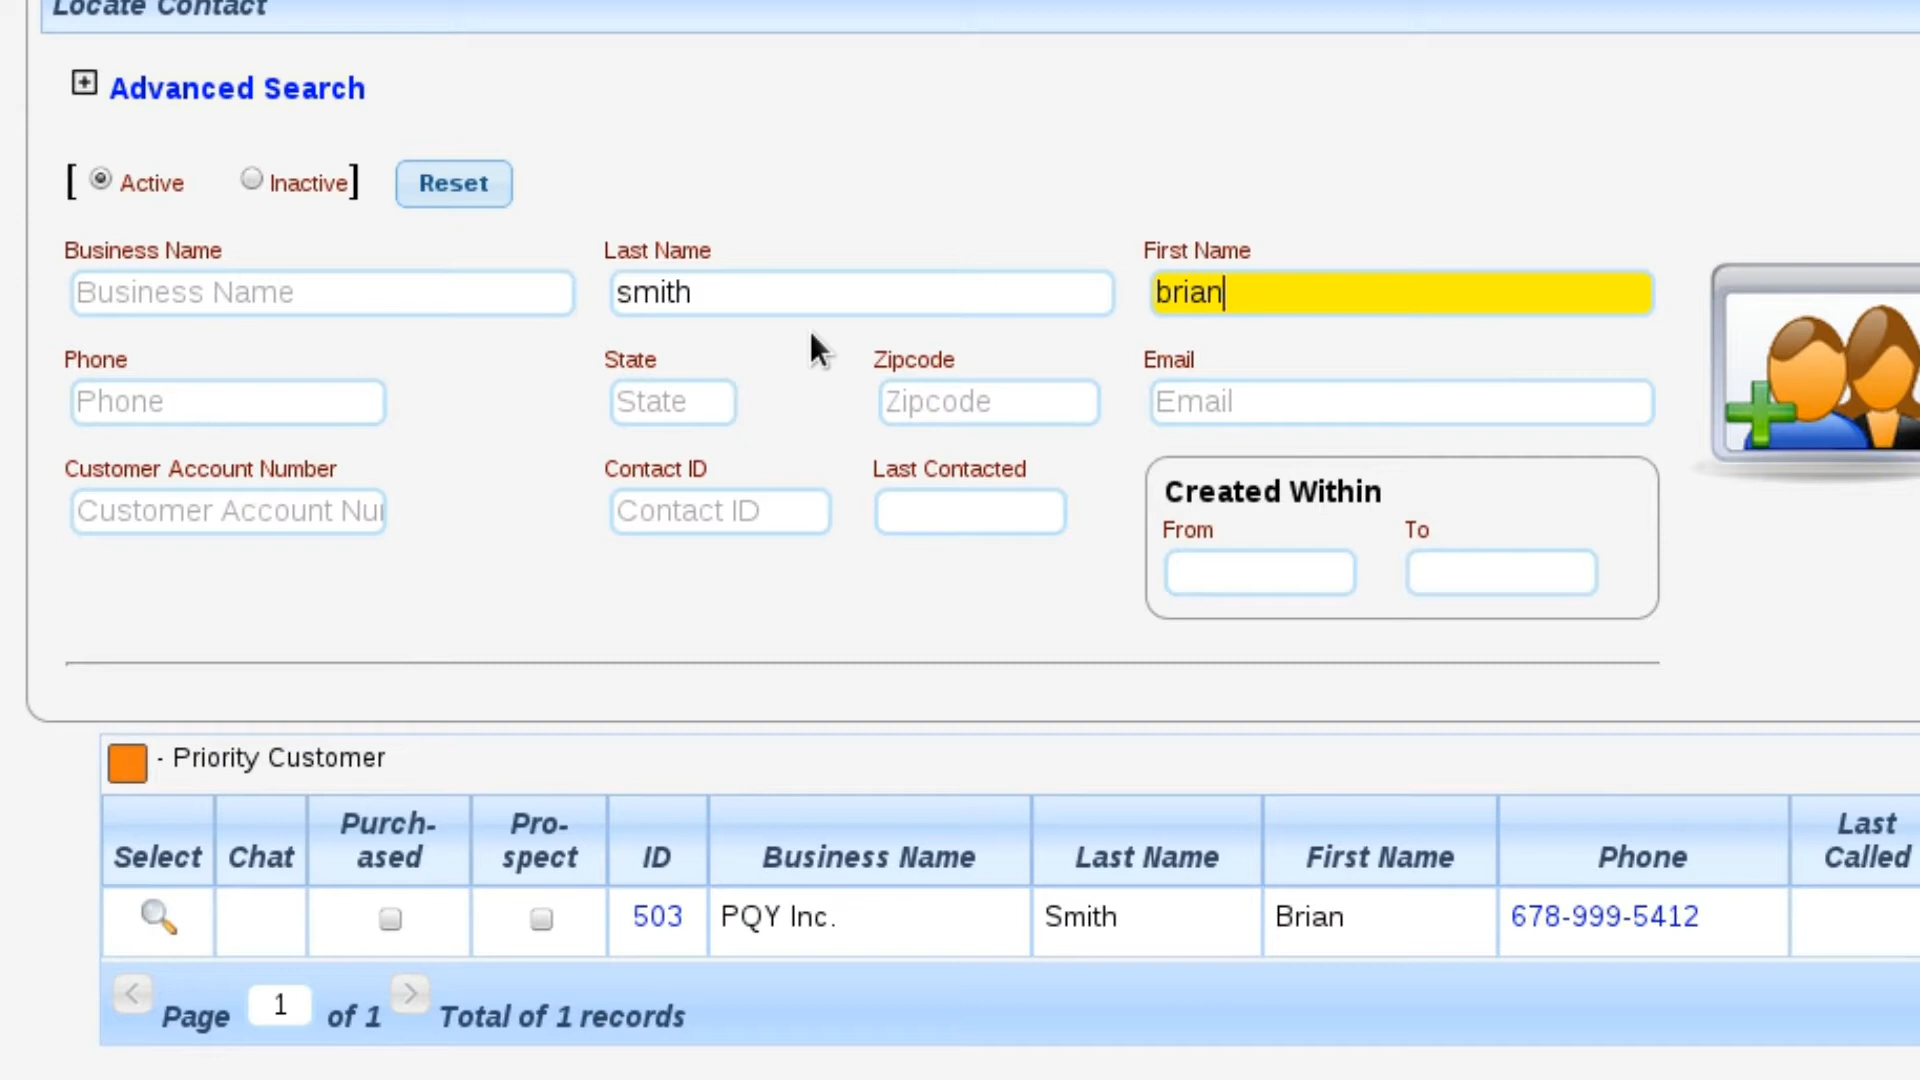 Locate Contact
Advanced Search
[ Active Inactive] Reset
Business Name Last Name First Name
Business Name smith brian
Phone State Zipcode Email
Phone State Zipcode Email
Customer Account Number Contact ID Last Contacted
Customer Account Nu Contact ID
Created Within
From To
- Priority Customer
Select Chat Purch-ased Pro-spect ID Business Name Last Name First Name Phone Last Called
503 PQY Inc. Smith Brian 678-999-5412
< Page 1 of 1 > Total of 1 records